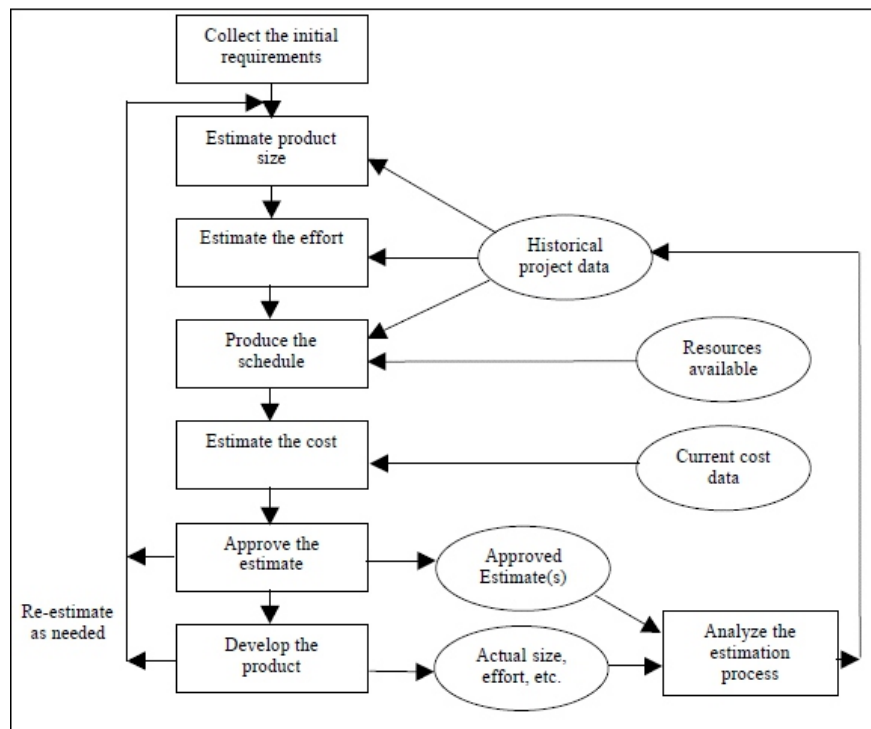 Collect the initial
requirements
Estimate product
size
Estimate the effort
Historical
project data
Produce the
schedule
Resources
available
Estimate the cost
Current cost
data
Approve the
estimate
Approved
Estimate(s)
Re-estimate
as needed
Develop the
product
Actual size,
effort, etc.
Analyze the
estimation
process